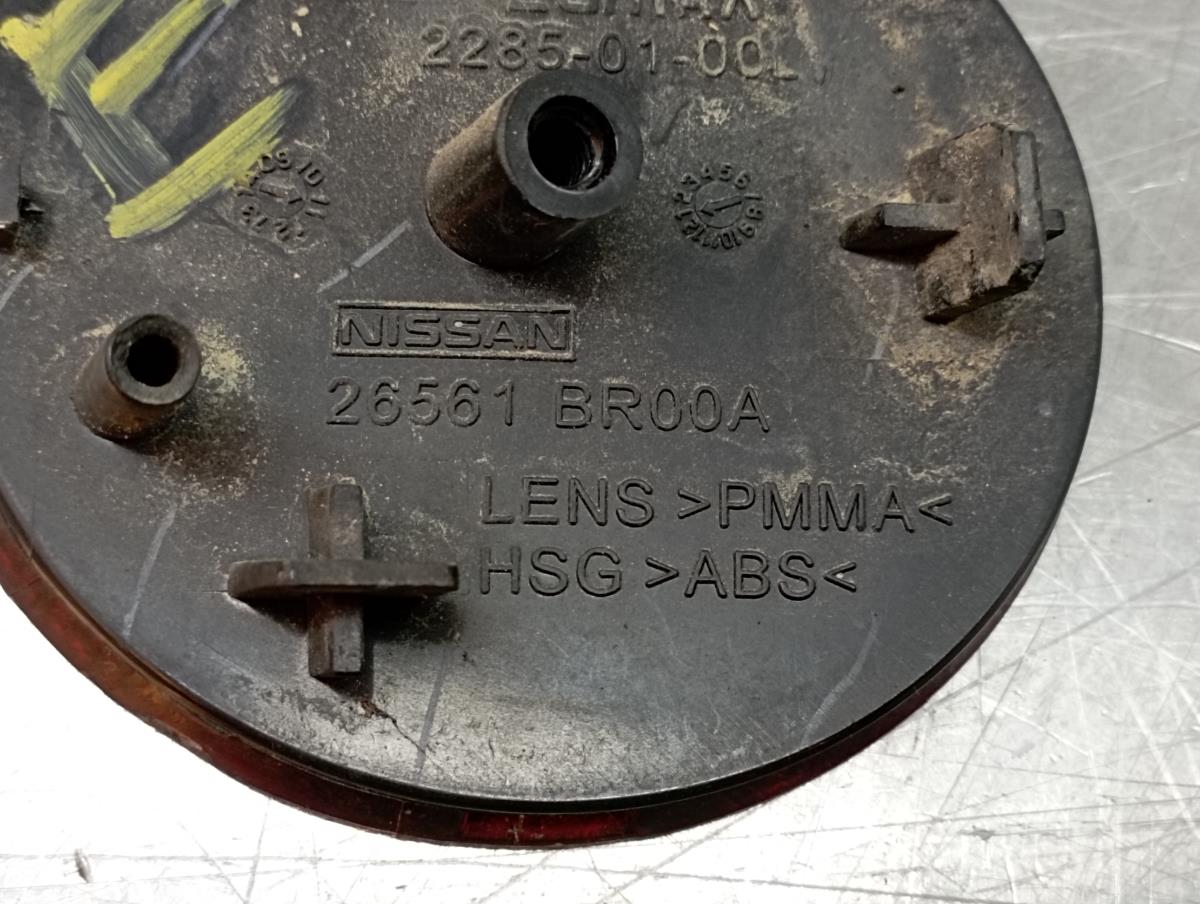 2285-01-00L
NISSAN
26561 BR00A
LENS >PMMA<
HSG >ABS<